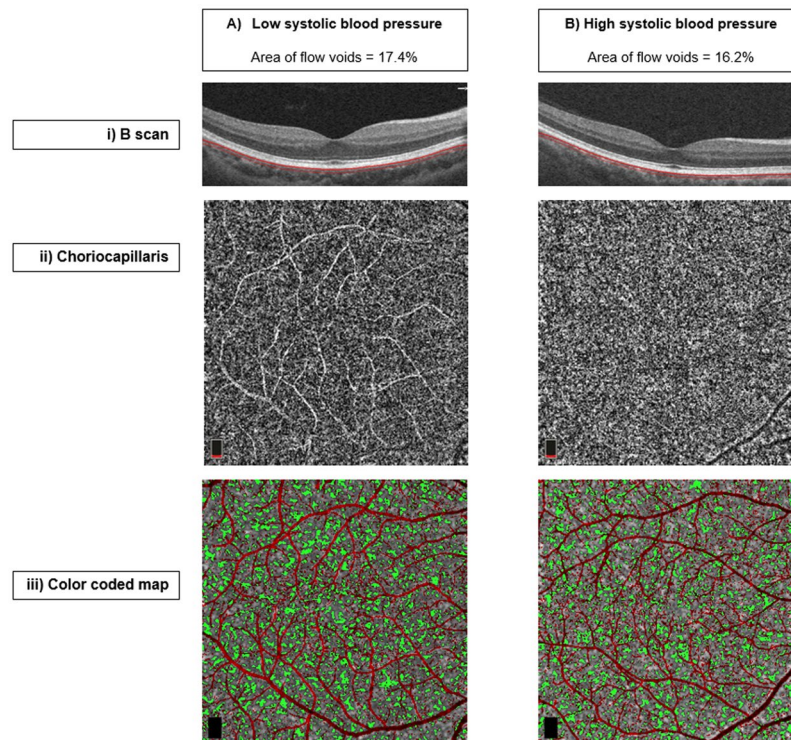 A) Low systolic blood pressure
Area of flow voids = 17.4%
B) High systolic blood pressure
Area of flow voids = 16.2%
i) B scan
ii) Choriocapillaris
iii) Color coded map